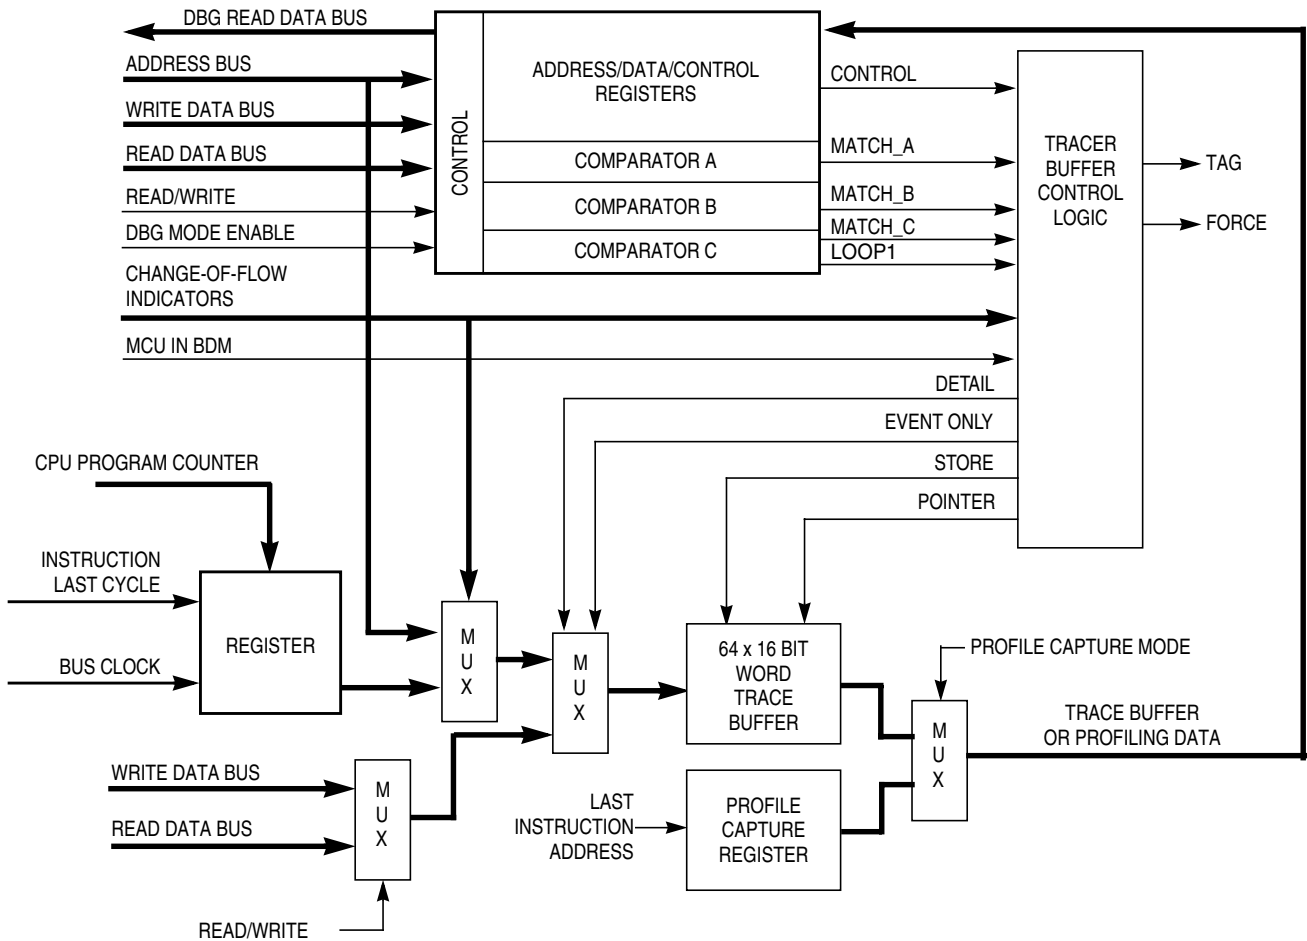 DBG READ DATA BUS
ADDRESS BUS
WRITE DATA BUS
READ DATA BUS
READ/WRITE
DBG MODE ENABLE
CHANGE-OF-FLOW
INDICATORS
MCU IN BDM
CONTROL
ADDRESS/DATA/CONTROL
REGISTERS
COMPARATOR A
COMPARATOR B
COMPARATOR C
CONTROL
MATCH_A
MATCH_B
MATCH_C
LOOP1
TRACER
BUFFER
CONTROL
LOGIC
TAG
FORCE
DETAIL
EVENT ONLY
STORE
POINTER
CPU PROGRAM COUNTER
INSTRUCTION
LAST CYCLE
BUS CLOCK
REGISTER
M
U
X
M
U
X
64 x 16 BIT
WORD
TRACE
BUFFER
PROFILE CAPTURE MODE
M
U
X
TRACE BUFFER
OR PROFILING DATA
WRITE DATA BUS
READ DATA BUS
M
U
X
READ/WRITE
LAST
INSTRUCTION
ADDRESS
PROFILE
CAPTURE
REGISTER